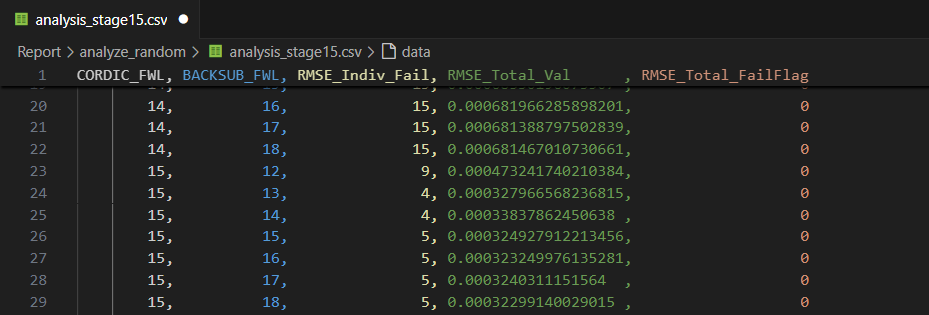 analysis_stage15.csv
Report > analyze_random > analysis_stage15.csv > data
1 CORDIC_FWL, BACKSUB_FWL, RMSE_Indiv_Fail, RMSE_Total_Val , RMSE_Total_FailFlag
20 14, 16, 15, 0.000681966285898201, 0
21 14, 17, 15, 0.000681388797502839, 0
22 14, 18, 15, 0.000681467010730661, 0
23 15, 12, 9, 0.000473241740210384, 0
24 15, 13, 4, 0.000327966568236815, 0
25 15, 14, 4, 0.00033837862450638 , 0
26 15, 15, 5, 0.000324927912213456, 0
27 15, 16, 5, 0.000323249976135281, 0
28 15, 17, 5, 0.0003240311151564 , 0
29 15, 18, 5, 0.00032299140029015 , 0